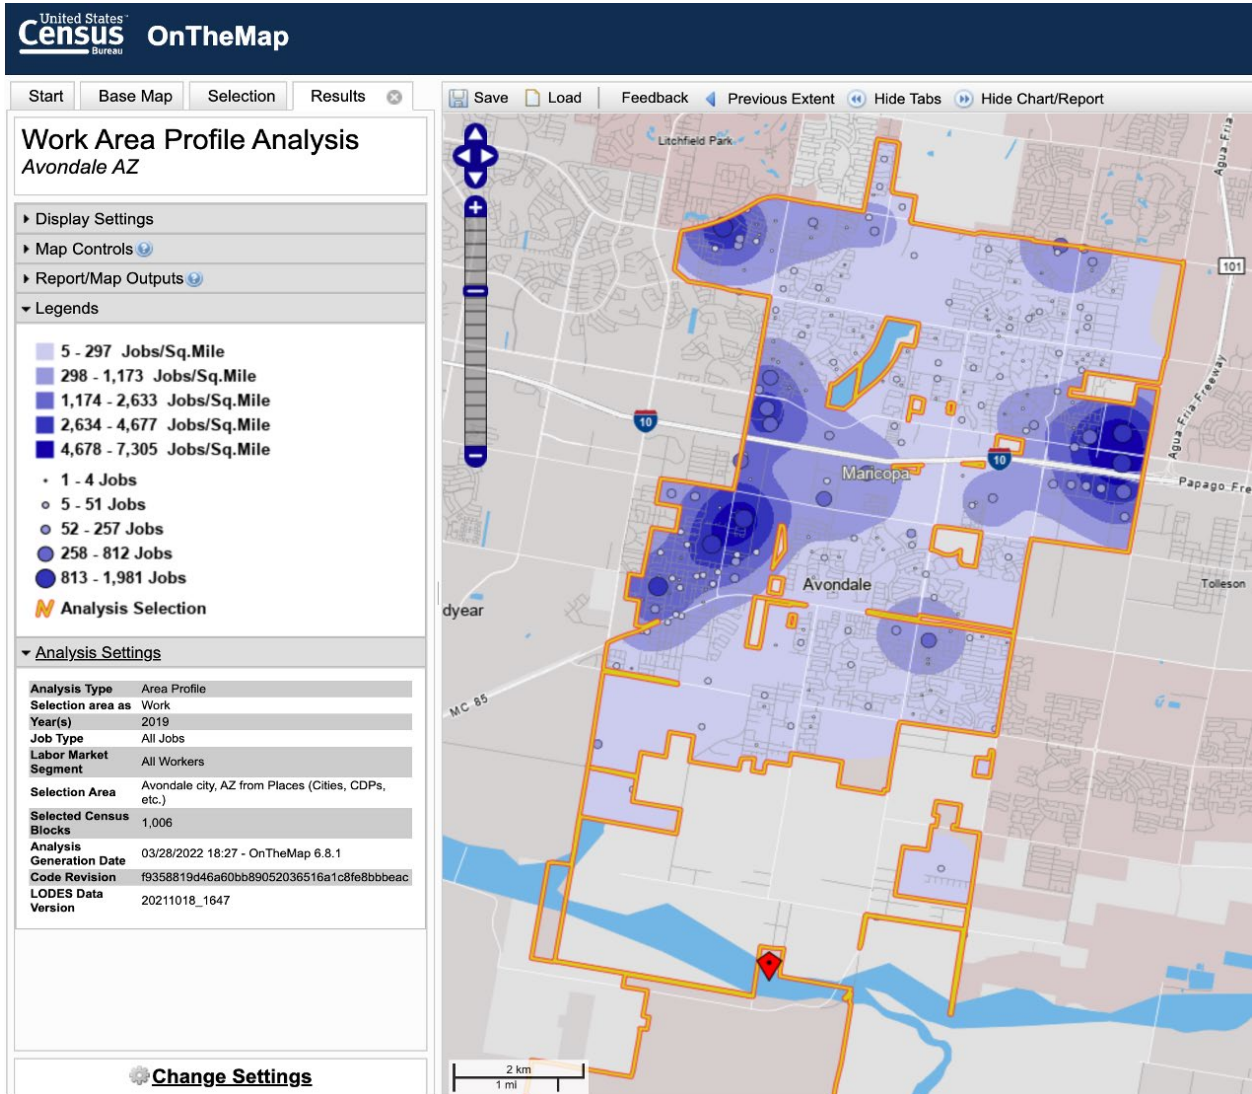 United States™
Census
Bureau
OnTheMap
Start
Base Map
Selection
Results
Save
Load
Feedback
Previous Extent
Hide Tabs
Hide Chart/Report
Work Area Profile Analysis
Avondale AZ
Display Settings
Map Controls
Report/Map Outputs
Legends
5 - 297 Jobs/Sq.Mile
298 - 1,173 Jobs/Sq.Mile
1,174 - 2,633 Jobs/Sq.Mile
2,634 - 4,677 Jobs/Sq.Mile
4,678 - 7,305 Jobs/Sq.Mile
1 - 4 Jobs
5 - 51 Jobs
52 - 257 Jobs
258 - 812 Jobs
813 - 1,981 Jobs
Analysis Selection
Analysis Settings
Analysis Type Area Profile
Selection area as Work
Year(s) 2019
Job Type All Jobs
Labor Market
Segment
All Workers
Selection Area
Avondale city, AZ from Places (Cities, CDPs,
etc.)
Selected Census
Blocks
1,006
Analysis
Generation Date
03/28/2022 18:27 - OnTheMap 6.8.1
Code Revision f9358819d46a60bb89052036516a1c8fe8bbbeac
LODES Data
Version
20211018_1647
Change Settings
Litchfield Park
Agua-Fria
101
Agua-Fria-Freeway
10
Maricopa
10
Papago Fre
Avondale
Tolleson
dyear
MC 85
2 km
1 mi